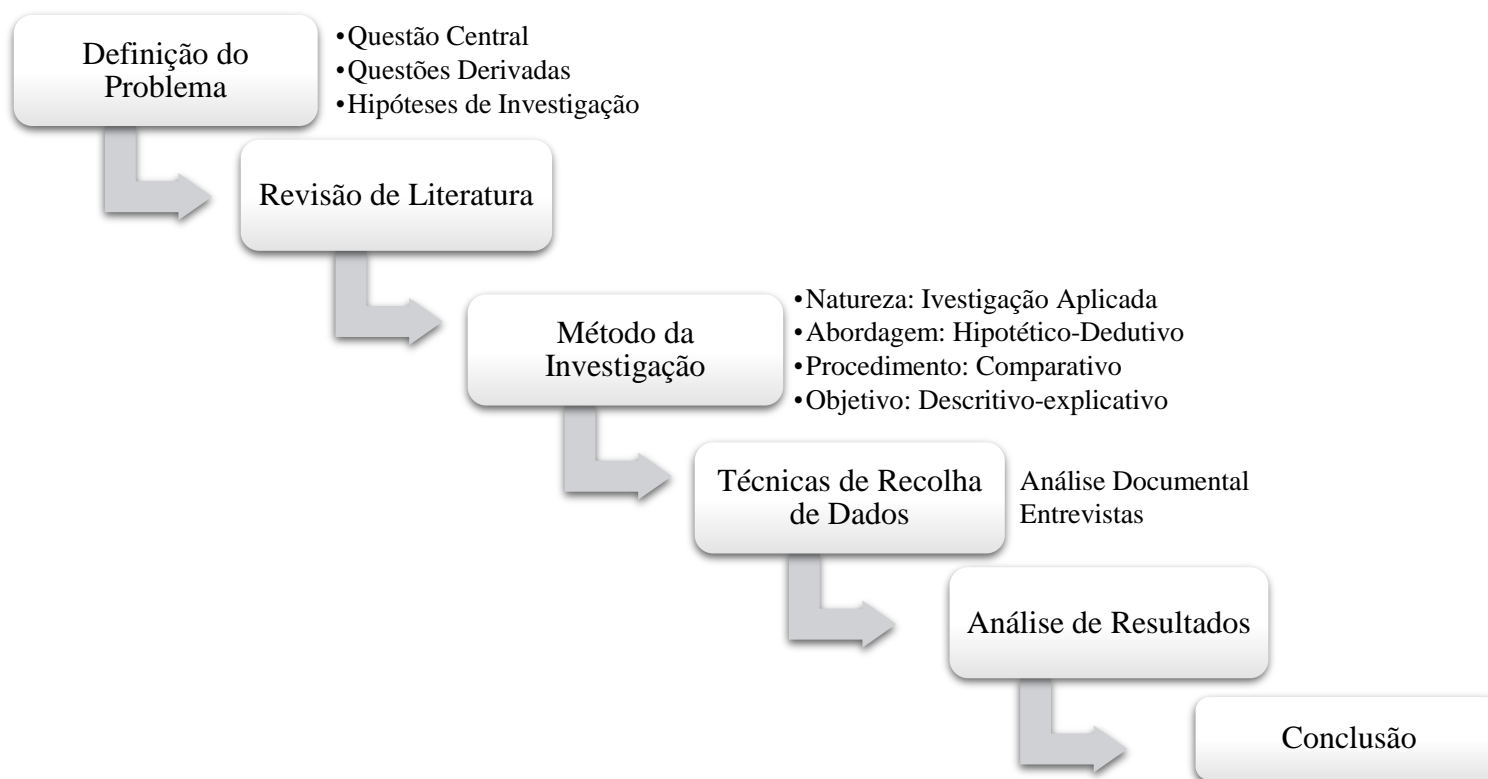 Definição do
Problema
•Questão Central
•Questões Derivadas
•Hipóteses de Investigação
Revisão de Literatura
Método da
Investigação
•Natureza: Ivestigação Aplicada
•Abordagem: Hipotético-Dedutivo
•Procedimento: Comparativo
•Objetivo: Descritivo-explicativo
Técnicas de Recolha
de Dados
Análise Documental
Entrevistas
Análise de Resultados
Conclusão